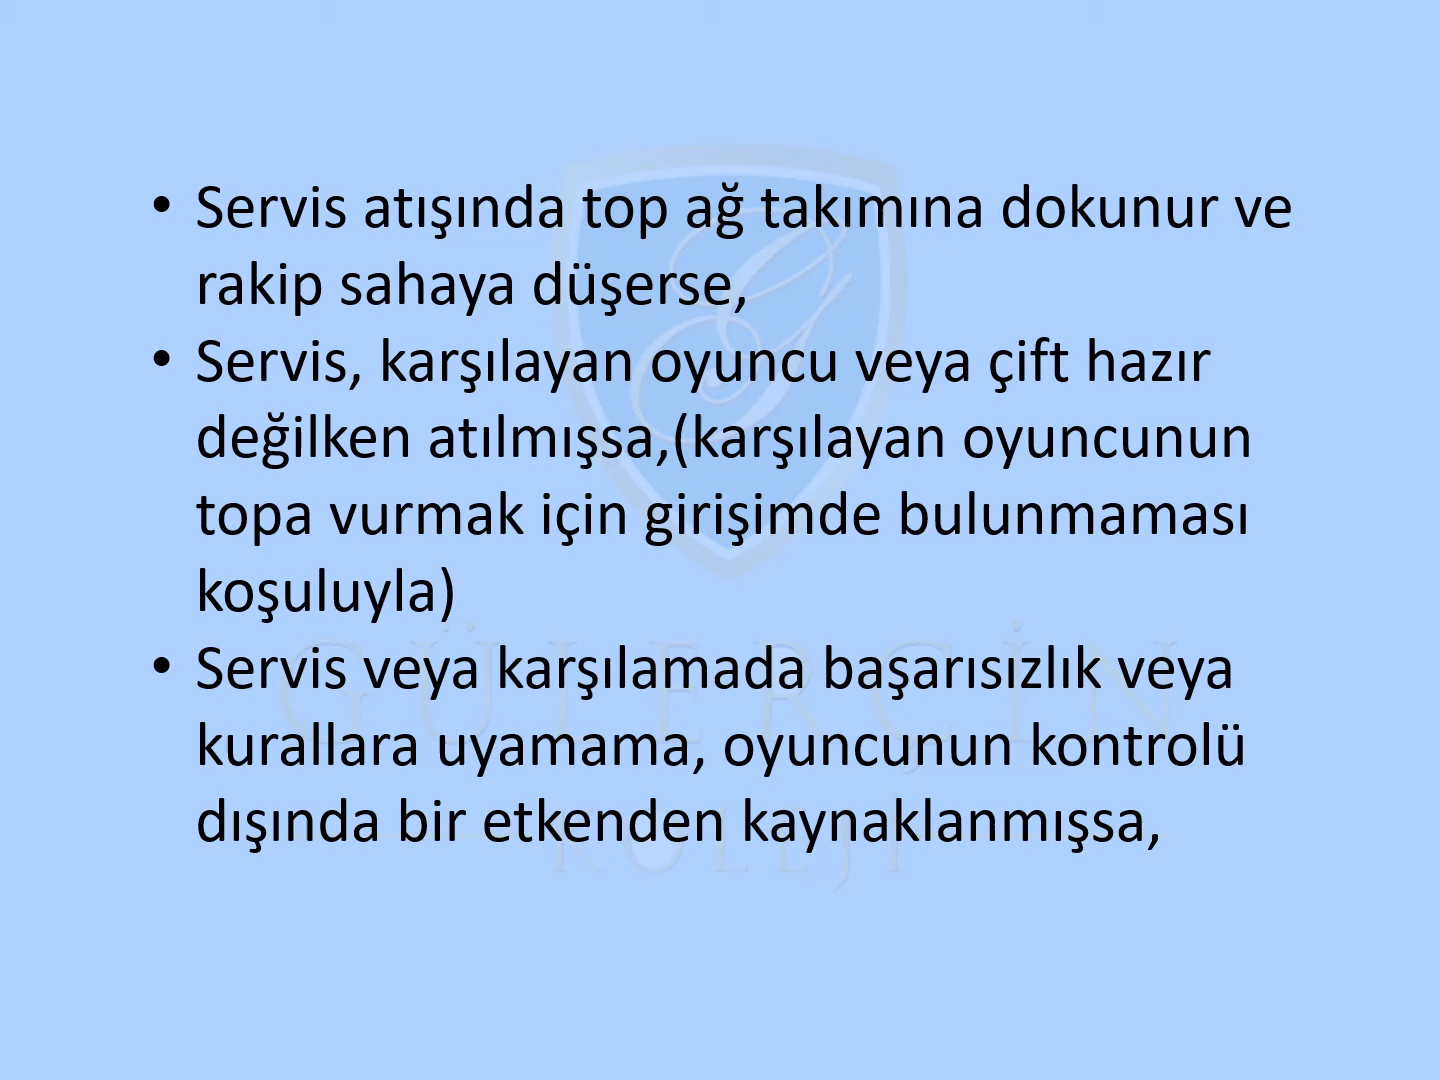 • Servis atışında top ağ takımına dokunur ve
rakip sahaya düşerse,
• Servis, karşılayan oyuncu veya çift hazır
değilken atılmışsa,(karşılayan oyuncunun
topa vurmak için girişimde bulunmaması
koşuluyla)
• Servis veya karşılamada başarısızlık veya
kurallara uyamama, oyuncunun kontrolü
dışında bir etkenden kaynaklanmışsa,
GÜLERÇİN
KOLEJİ